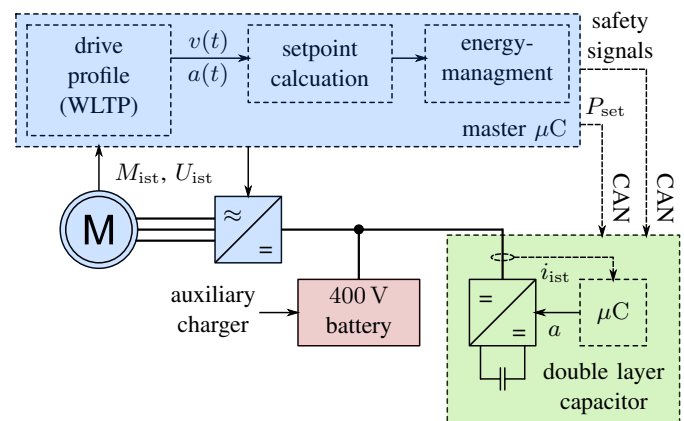 drive
profile
(WLTP)
v(t)
a(t)
setpoint
calcuation
energy-
managment
safety
signals
master μC
P_set
M_ist, U_ist
CAN
CAN
M
≈
=
i_ist
auxiliary
charger
400 V
battery
=
=
a
μC
double layer
capacitor